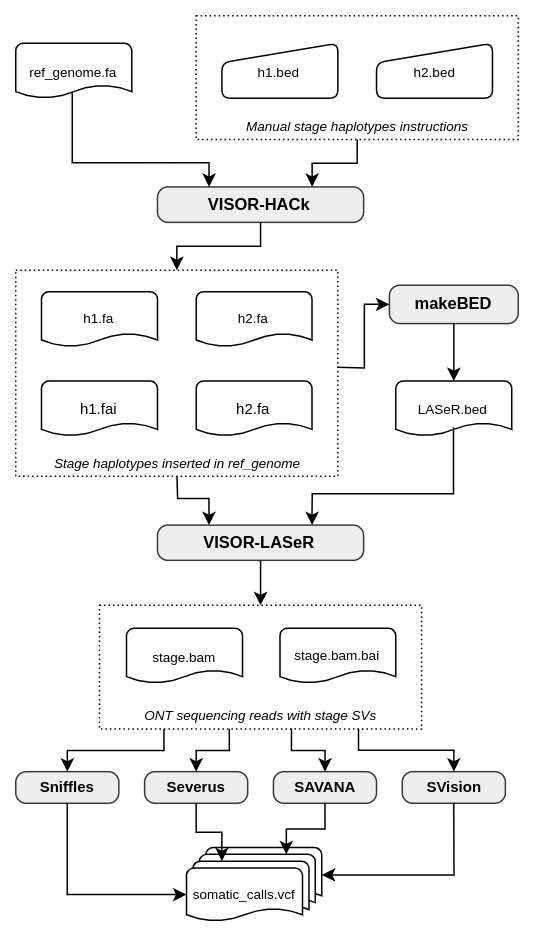 ref_genome.fa
h1.bed
h2.bed
Manual stage haplotypes instructions
VISOR-HACk
h1.fa
h2.fa
makeBED
h1.fai
h2.fa
LASeR.bed
Stage haplotypes inserted in ref_genome
VISOR-LASeR
stage.bam
stage.bam.bai
ONT sequencing reads with stage SVs
Sniffles
Severus
SAVANA
SVision
somatic_calls.vcf